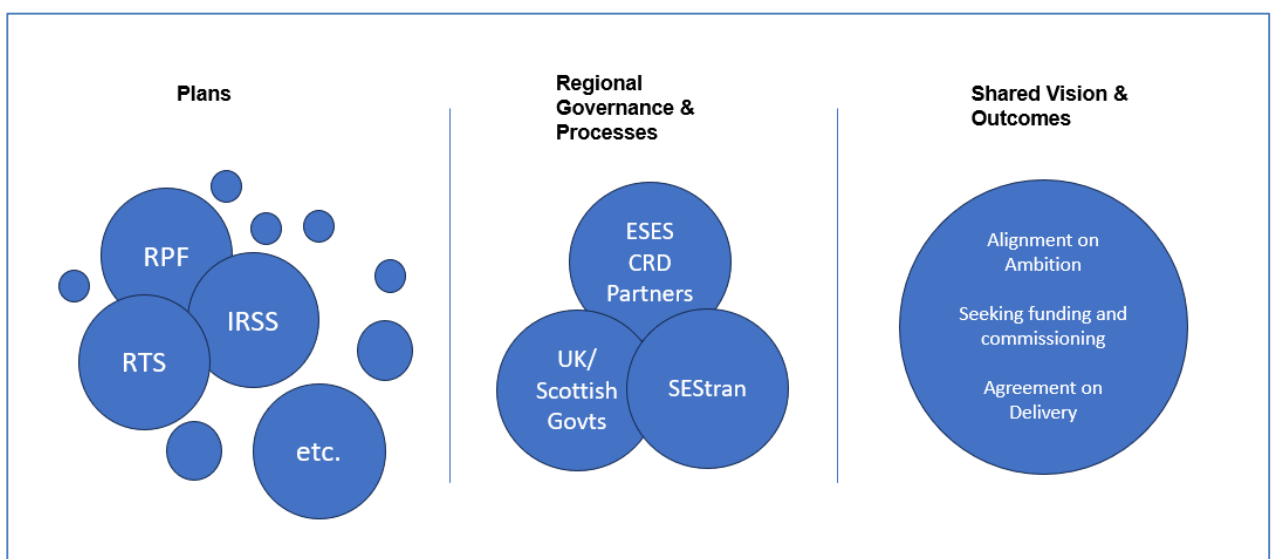 Plans
RPF
IRSS
RTS
etc.
Regional
Governance &
Processes
ESES
CRD
Partners
UK/
Scottish
Govts
SEStran
Shared Vision &
Outcomes
Alignment on
Ambition
Seeking funding and
commissioning
Agreement on
Delivery